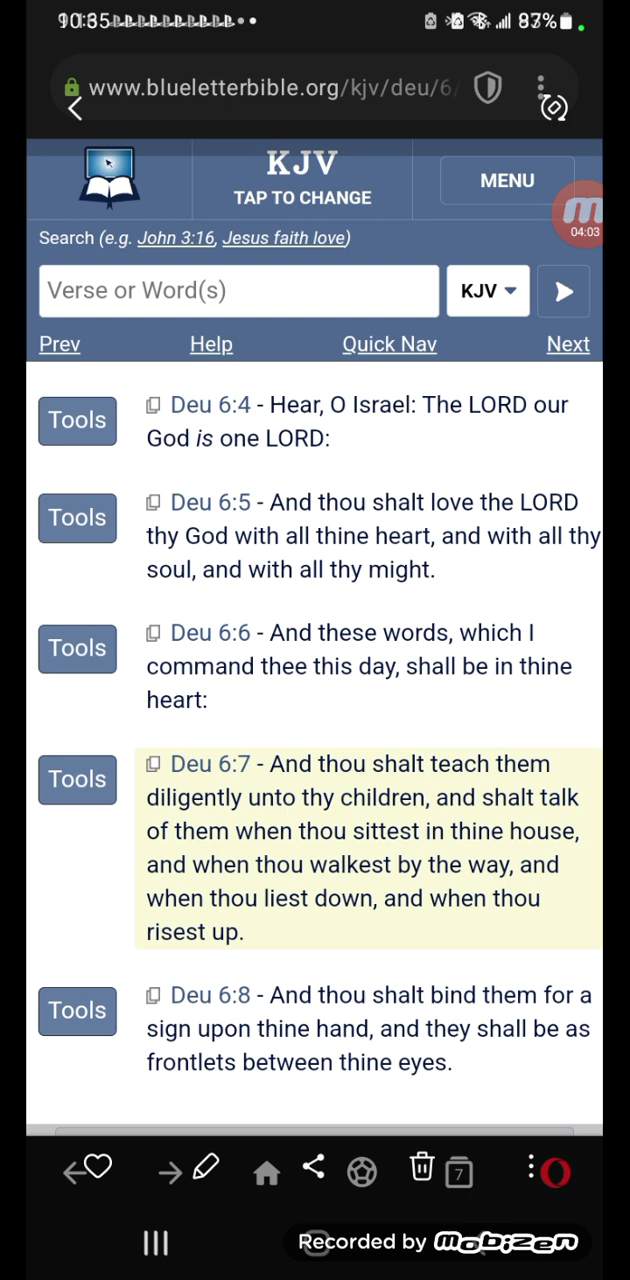 87%
www.blueletterbible.org/kjv/deu/6/
KJV
TAP TO CHANGE
MENU
04:03
Search (e.g. John 3:16, Jesus faith love)
Verse or Word(s)
KJV
Prev Help Quick Nav Next
Tools
Deu 6:4 - Hear, O Israel: The LORD our
God is one LORD:
Tools
Deu 6:5 - And thou shalt love the LORD
thy God with all thine heart, and with all thy
soul, and with all thy might.
Tools
Deu 6:6 - And these words, which I
command thee this day, shall be in thine
heart:
Tools
Deu 6:7 - And thou shalt teach them
diligently unto thy children, and shalt talk
of them when thou sittest in thine house,
and when thou walkest by the way, and
when thou liest down, and when thou
risest up.
Tools
Deu 6:8 - And thou shalt bind them for a
sign upon thine hand, and they shall be as
frontlets between thine eyes.
7
Recorded by mobizen